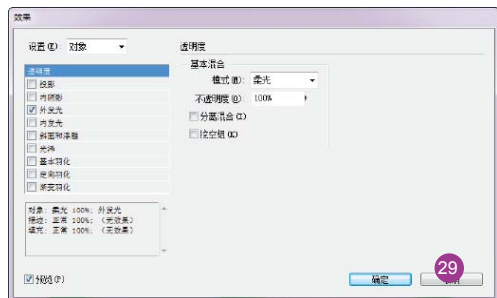 效果
设置(E): 对象
透明度
投影
内阴影
外发光
内发光
斜面和浮雕
光泽
基本羽化
定向羽化
渐变羽化
对象: 柔光 100%; 外发光
描边: 正常 100%; (无效果)
填充: 正常 100%; (无效果)
预览(P)
透明度
基本混合
模式(M): 柔光
不透明度(O): 100%
分离混合(I)
挖空组(K)
确定
29